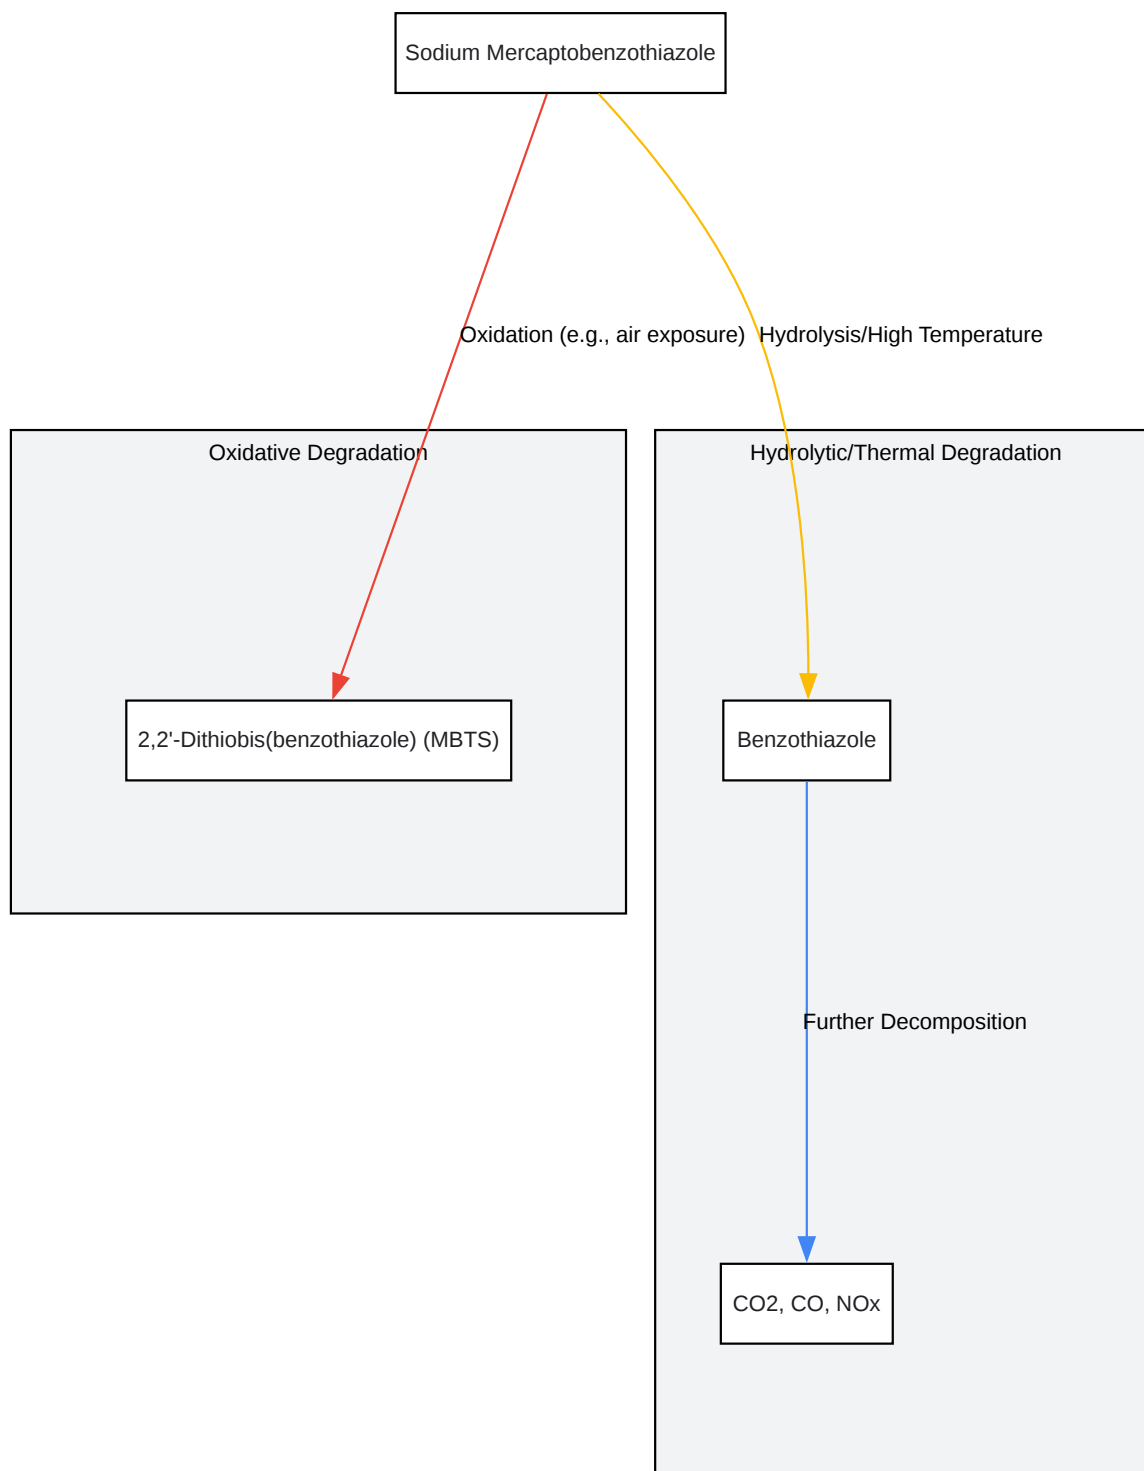 Sodium Mercaptobenzothiazole
Oxidation (e.g., air exposure)
Hydrolysis/High Temperature
Oxidative Degradation
Hydrolytic/Thermal Degradation
2,2'-Dithiobis(benzothiazole) (MBTS)
Benzothiazole
Further Decomposition
CO2, CO, NOx